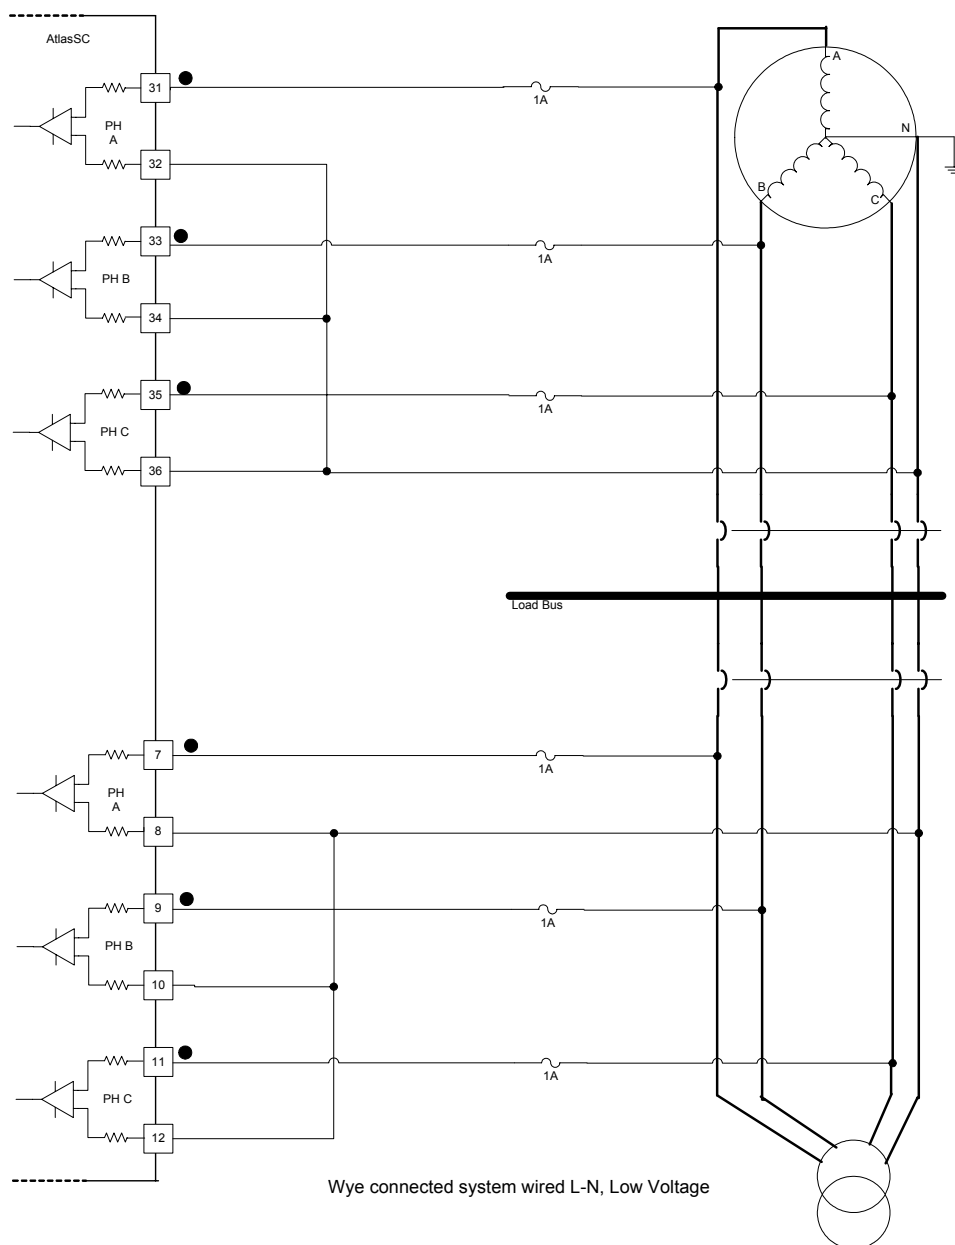 AtlasSC
A
31
1A
PH
A
N
32
B
C
33
1A
PH B
34
35
1A
PH C
36
Load Bus
7
1A
PH
A
8
9
1A
PH B
10
11
1A
PH C
12
Wye connected system wired L-N, Low Voltage